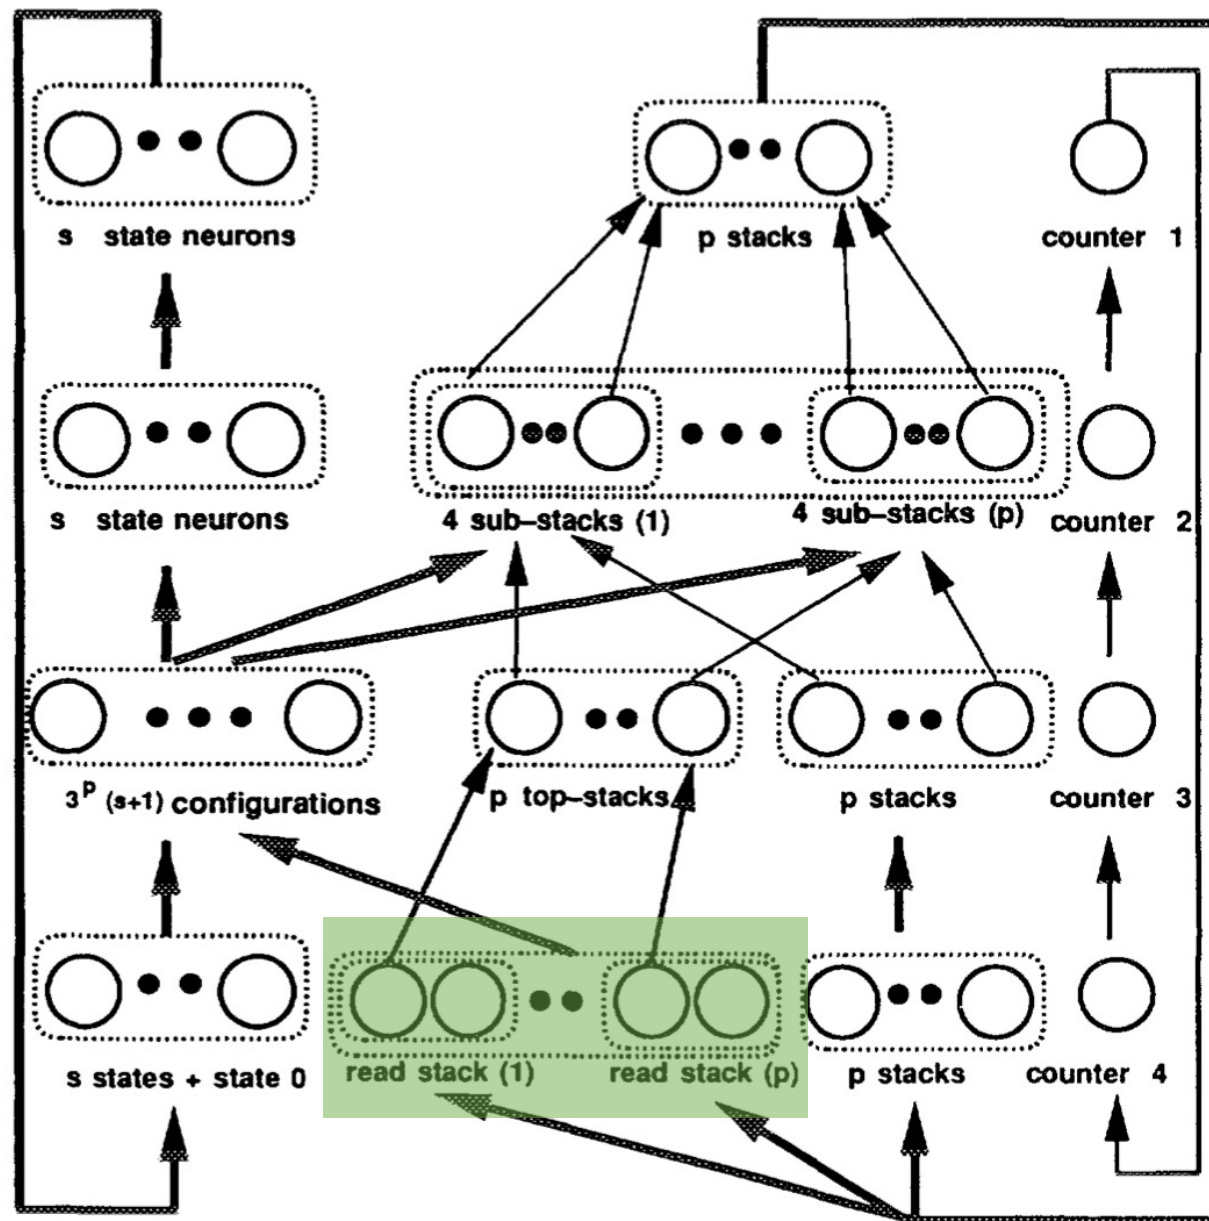 s state neurons
p stacks
counter 1
s state neurons
4 sub-stacks (1)
4 sub-stacks (p)
counter 2
3^p (s+1) configurations
p top-stacks
p stacks
counter 3
s states + state 0
read stack (1)
read stack (p)
p stacks
counter 4